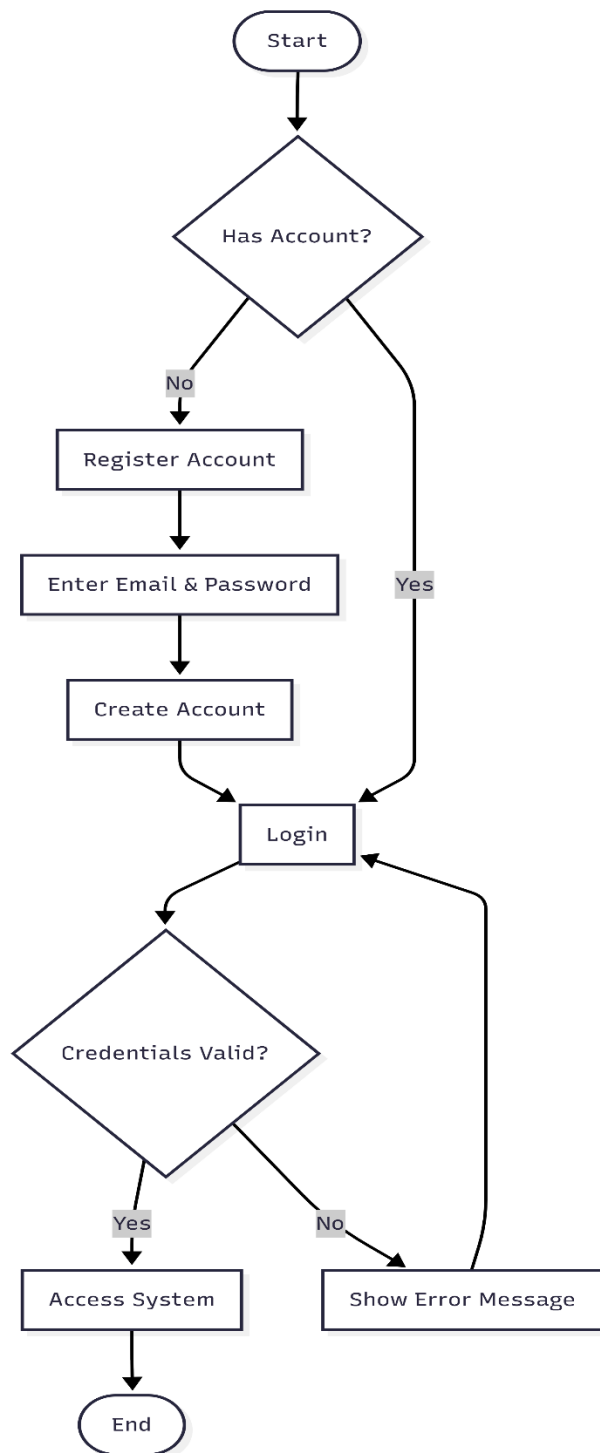 Start
Has Account?
No
Register Account
Enter Email & Password
Yes
Create Account
Login
Credentials Valid?
Yes
No
Access System
Show Error Message
End